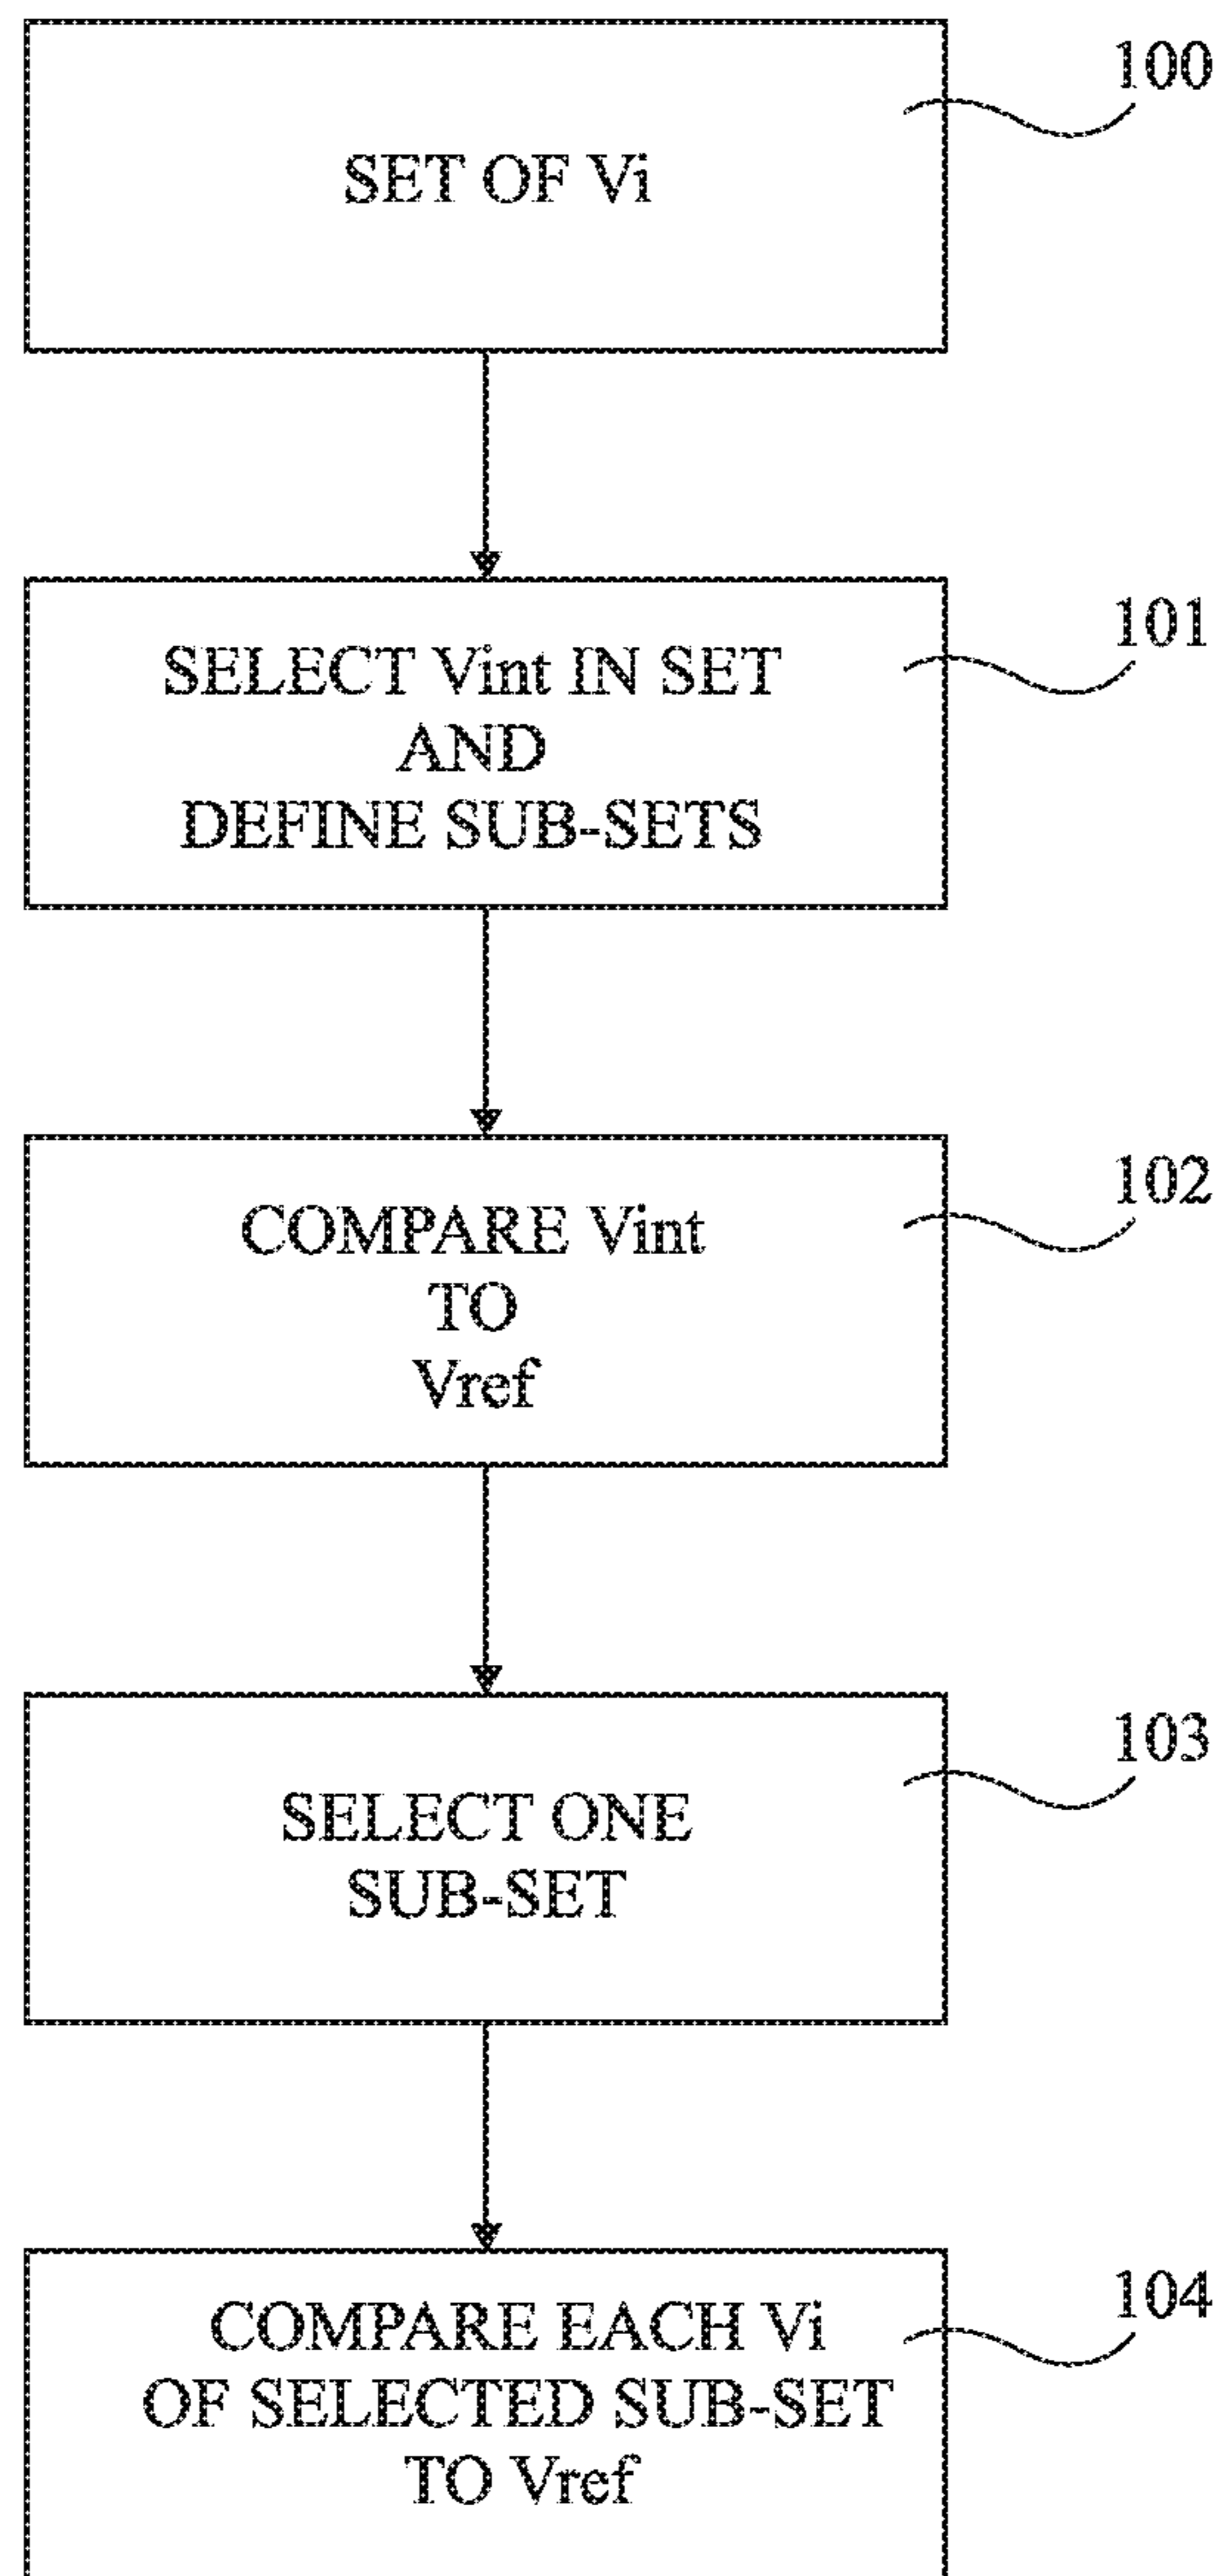 100
SET OF Vi
101
SELECT Vint IN SET
AND
DEFINE SUB-SETS
102
COMPARE Vint
TO
Vref
103
SELECT ONE
SUB-SET
104
COMPARE EACH Vi
OF SELECTED SUB-SET
TO Vref